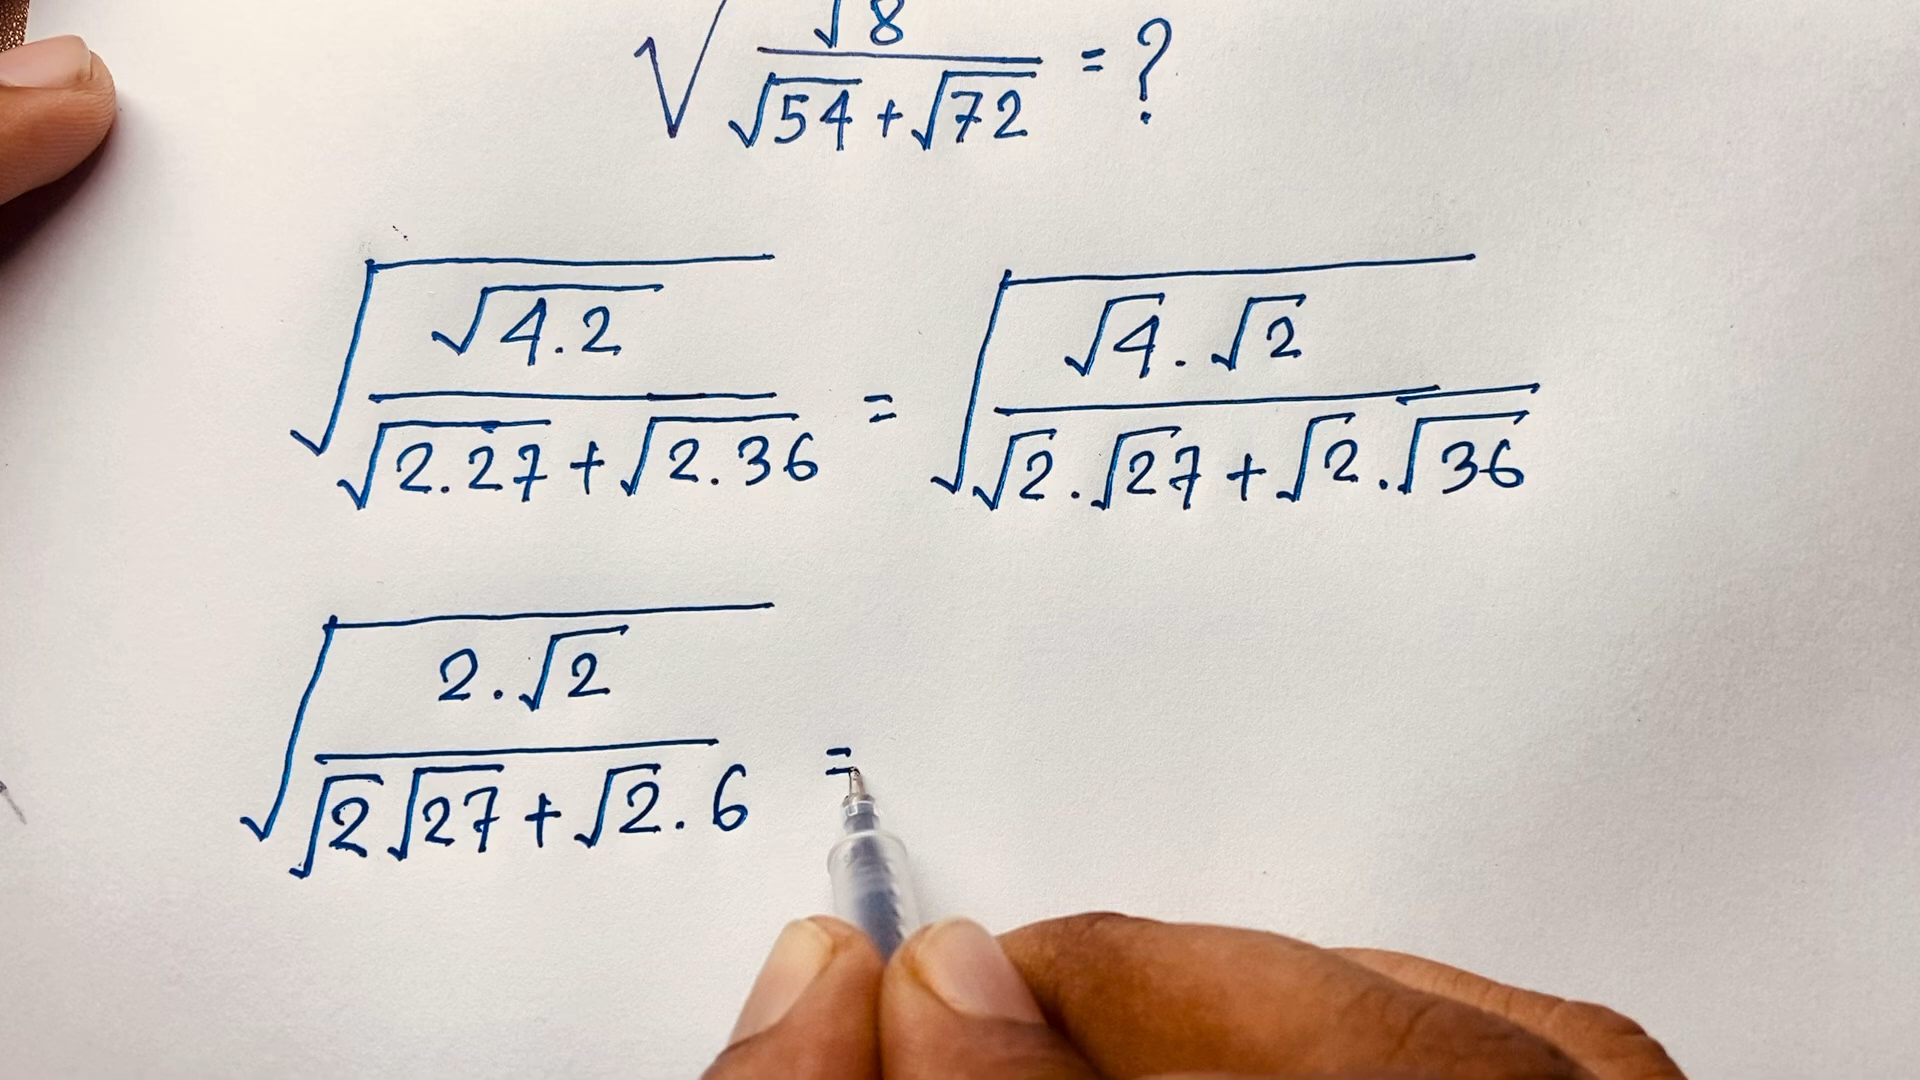 √(√8 / (√54 + √72)) = ?
√(√(4.2) / (√(2.27) + √(2.36))) = √(√4 . √2 / (√2 . √27 + √2 . √36))
√(2 . √2 / (√2 √27 + √2 . 6)) =